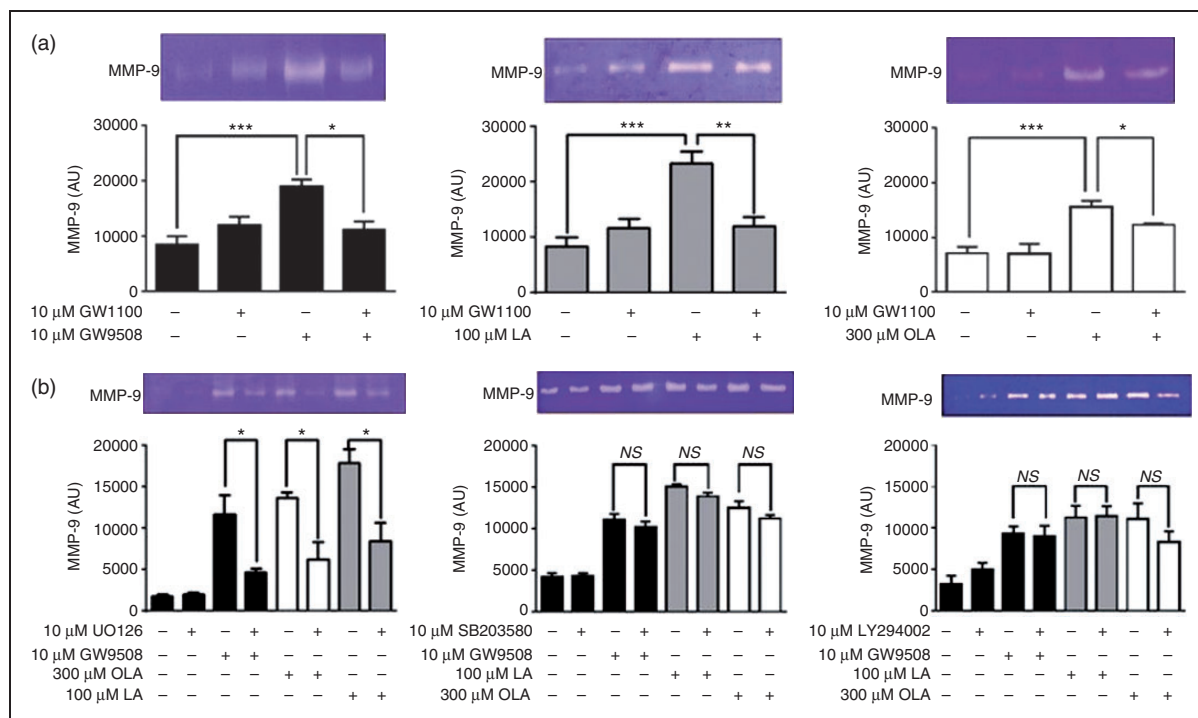 (a)
MMP-9
MMP-9
MMP-9
*** *
*** **
*** *
30000
20000
10000
0
MMP-9 (AU)
30000
20000
10000
0
MMP-9 (AU)
30000
20000
10000
0
MMP-9 (AU)
10 µM GW1100 – + – +
10 µM GW9508 – – + +
10 µM GW1100 – + – +
100 µM LA – – + +
10 µM GW1100 – + – +
300 µM OLA – – + +
(b)
MMP-9
MMP-9
MMP-9
* * *
NS NS NS
NS NS NS
20000
15000
10000
5000
0
MMP-9 (AU)
20000
15000
10000
5000
0
MMP-9 (AU)
20000
15000
10000
5000
0
MMP-9 (AU)
10 µM UO126 – + – + – + – +
10 µM GW9508 – – + + – – – –
300 µM OLA – – – – + + – –
100 µM LA – – – – – – + +
10 µM SB203580 – + – + – + – +
10 µM GW9508 – – + + – – – –
100 µM LA – – – – + + – –
300 µM OLA – – – – – – + +
10 µM LY294002 – + – + – + – +
10 µM GW9508 – – + + – – – –
100 µM LA – – – – + + – –
300 µM OLA – – – – – – + +